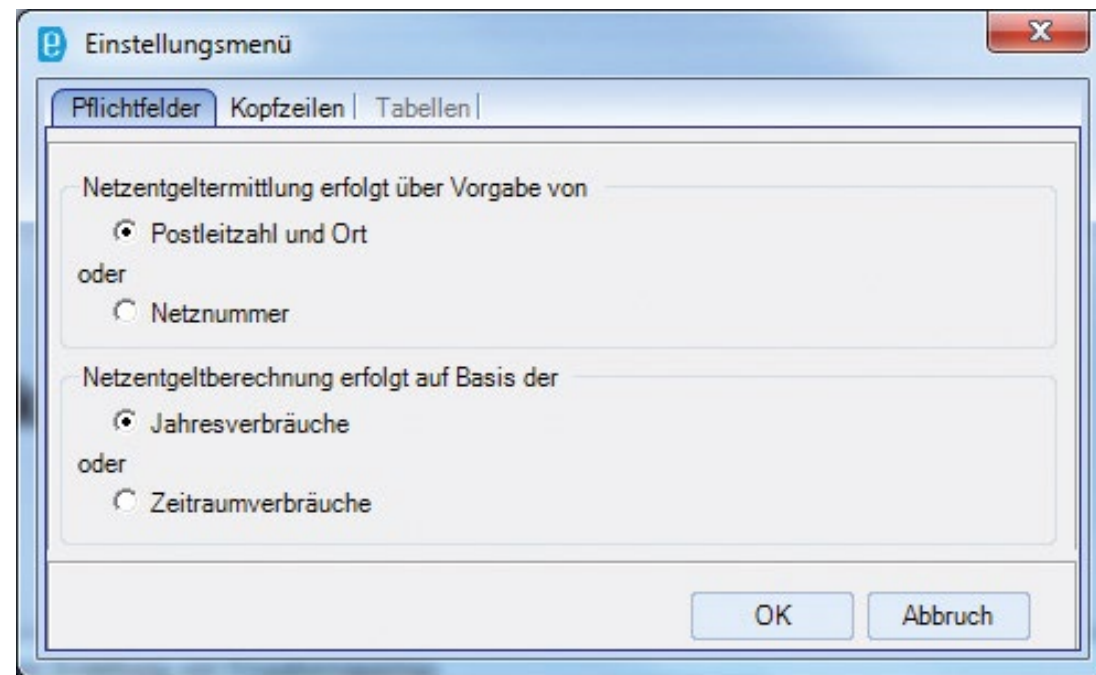 Einstellungsmenü
Pflichtfelder Kopfzeilen Tabellen
Netzentgeltermittlung erfolgt über Vorgabe von
Postleitzahl und Ort
oder
Netznummer
Netzentgeltberechnung erfolgt auf Basis der
Jahresverbräuche
oder
Zeitraumverbräuche
OK Abbruch